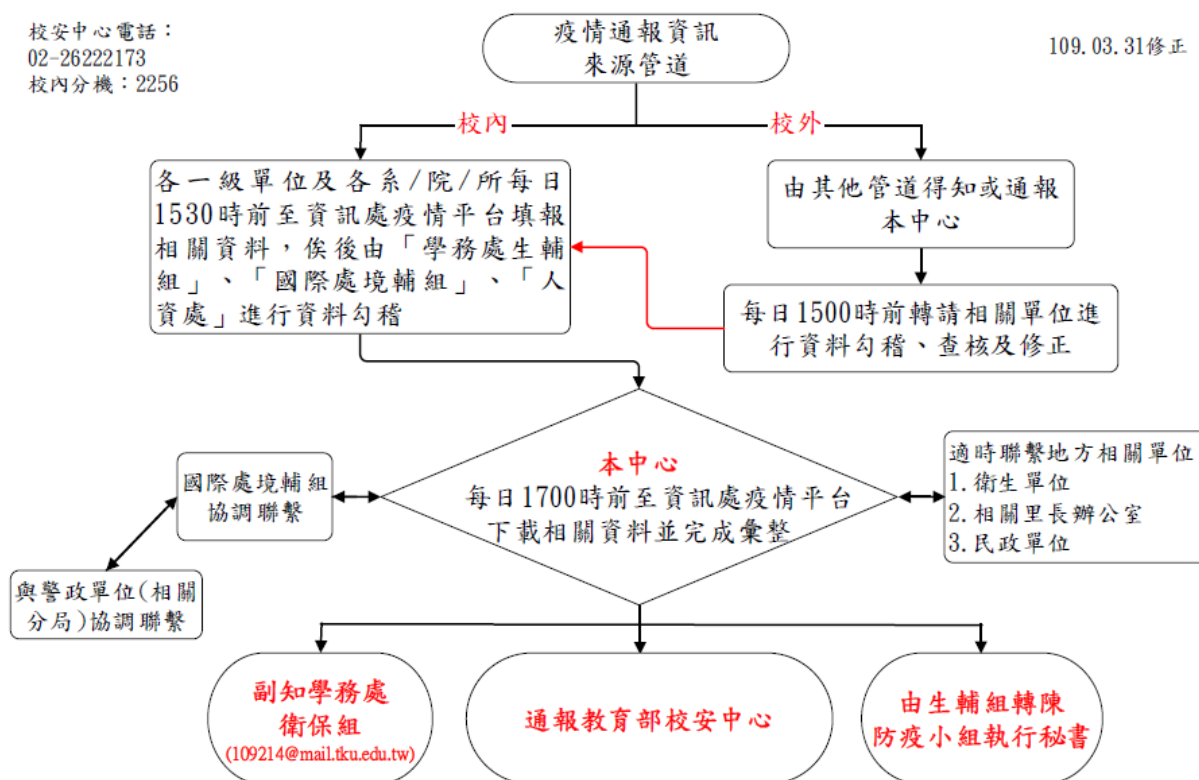 校安中心電話：
02-26222173
校內分機：2256
疫情通報資訊
來源管道
109.03.31修正
校內
校外
各一級單位及各系/院/所每日
1530時前至資訊處疫情平台填報
相關資料，俟後由「學務處生輔
組」、「國際處境輔組」、「人
資處」進行資料勾稽
由其他管道得知或通報
本中心
每日1500時前轉請相關單位進
行資料勾稽、查核及修正
本中心
每日1700時前至資訊處疫情平台
下載相關資料並完成彙整
國際處境輔組
協調聯繫
與警政單位(相關
分局)協調聯繫
適時聯繫地方相關單位
1.衛生單位
2.相關里長辦公室
3.民政單位
副知學務處
衛保組
(109214@mail.tku.edu.tw)
通報教育部校安中心
由生輔組轉陳
防疫小組執行秘書